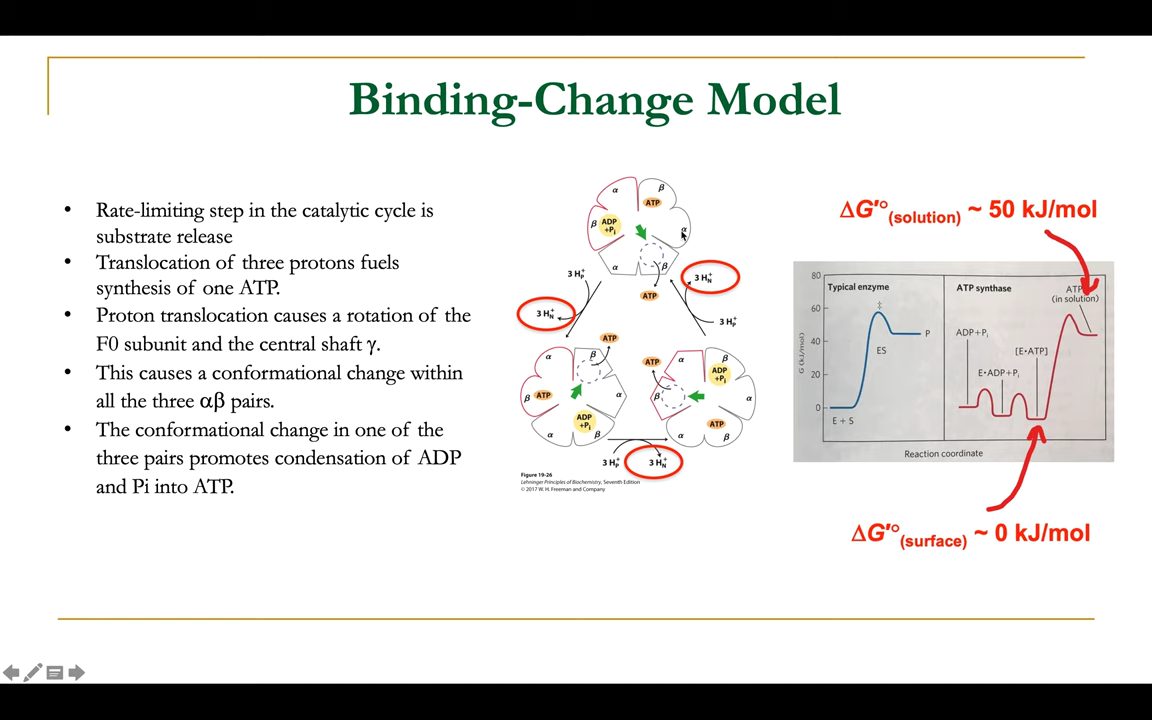 Binding-Change Model
• Rate-limiting step in the catalytic cycle is
substrate release
• Translocation of three protons fuels
synthesis of one ATP.
• Proton translocation causes a rotation of the
F0 subunit and the central shaft γ.
• This causes a conformational change within
all the three αβ pairs.
• The conformational change in one of the
three pairs promotes condensation of ADP
and Pi into ATP.
α
β
ATP
β
ADP
+Pi
α
α
β
ATP
3 H⁺P
3 H⁺N
3 H⁺N
3 H⁺P
α
β
ATP
β
ATP
α
ADP
+Pi
α
β
ATP
α
β
ADP
+Pi
β
α
ATP
α
β
3 H⁺P
3 H⁺N
Figure 19-26
Lehninger Principles of Biochemistry, Seventh Edition
© 2017 W. H. Freeman and Company
ΔG′°(solution) ~ 50 kJ/mol
80
60
40
20
0
G (kJ/mol)
Typical enzyme
‡
P
ES
E + S
ATP synthase
ATP
(in solution)
ADP+Pi
[E•ATP]
E•ADP+Pi
Reaction coordinate
ΔG′°(surface) ~ 0 kJ/mol